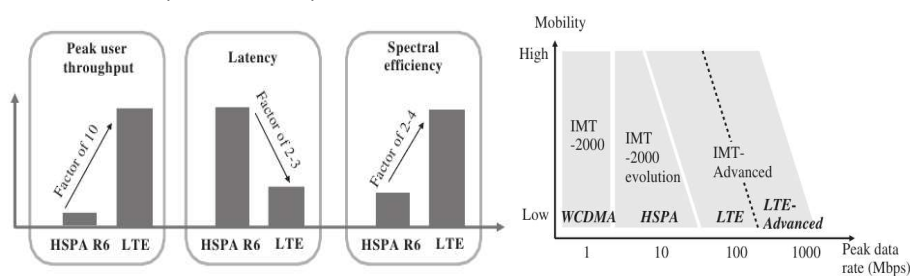 Peak user
throughput
Factor of 10
HSPA R6 LTE
Latency
Factor of 2-3
HSPA R6 LTE
Spectral
efficiency
Factor of 2-4
HSPA R6 LTE
Mobility
High
Low
IMT
-2000
IMT
-2000
evolution
IMT-
Advanced
WCDMA
HSPA
LTE
LTE-
Advanced
1
10
100
1000
Peak data
rate (Mbps)